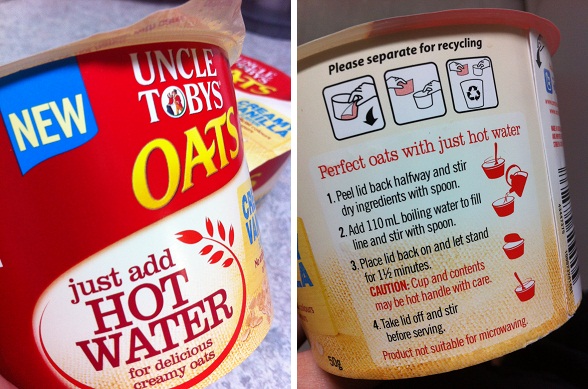 NEW
UNCLE
TOBYS
OATS
just add
HOT
WATER
for delicious
creamy oats
Please separate for recycling
Perfect oats with just hot water
1. Peel lid back halfway and stir
dry ingredients with spoon.
2. Add 110 mL boiling water to fill
line and stir with spoon.
3. Place lid back on and let stand
for 1½ minutes.
CAUTION: Cup and contents
may be hot handle with care.
4. Take lid off and stir
before serving.
Product not suitable for microwaving.
50g